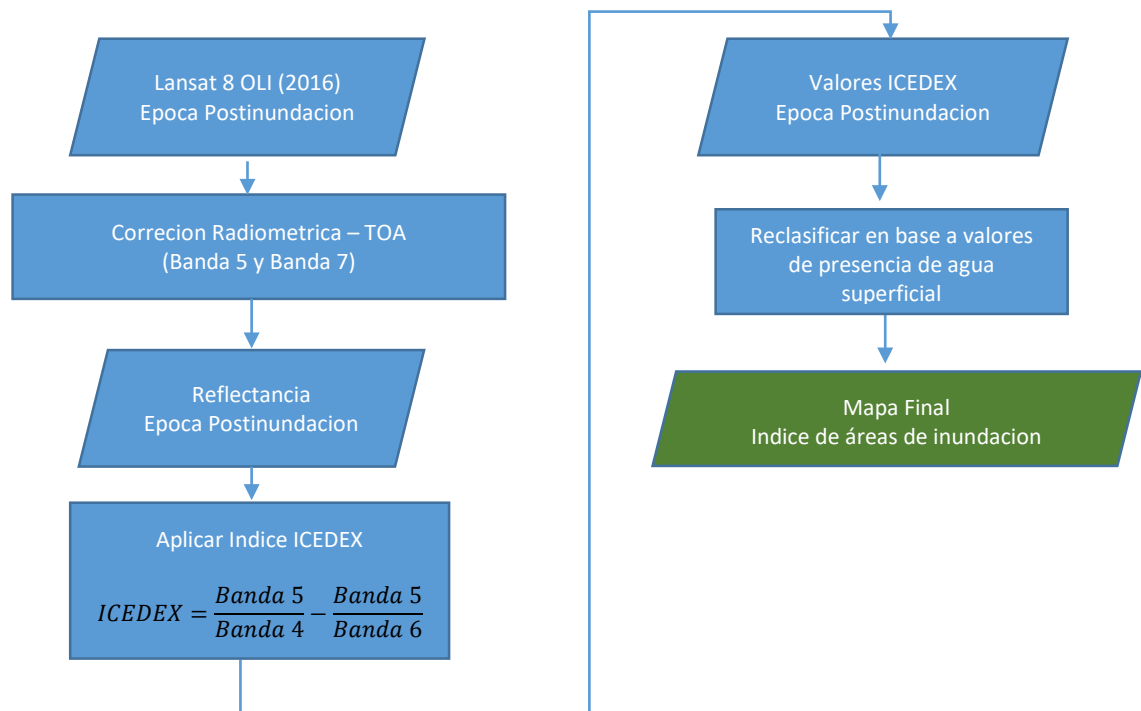 Lansat 8 OLI (2016)
Epoca Postinundacion
Correcion Radiometrica – TOA
(Banda 5 y Banda 7)
Reflectancia
Epoca Postinundacion
Aplicar Indice ICEDEX
ICEDEX = Banda 5 / Banda 4 − Banda 5 / Banda 6
Valores ICEDEX
Epoca Postinundacion
Reclasificar en base a valores
de presencia de agua
superficial
Mapa Final
Indice de áreas de inundacion